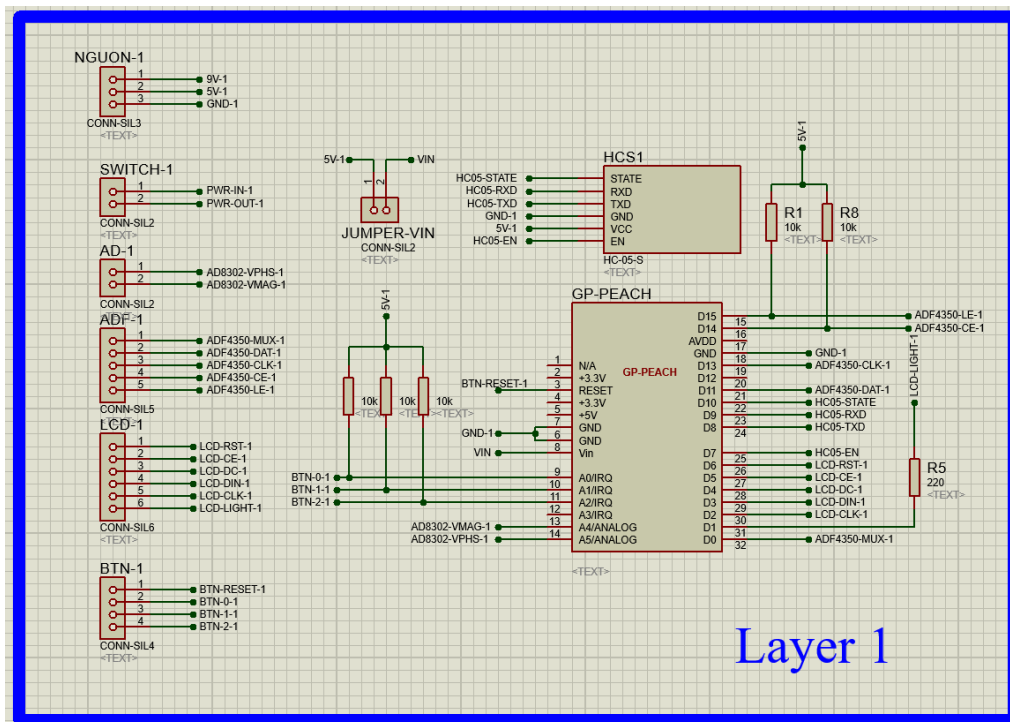 NGUON-1
1 9V-1
2 5V-1
3 GND-1
CONN-SIL3
<TEXT>
SWITCH-1
1 PWR-IN-1
2 PWR-OUT-1
CONN-SIL2
<TEXT>
AD-1
1 AD8302-VPHS-1
2 AD8302-VMAG-1
CONN-SIL2
<TEXT>
ADF-1
1 ADF4350-MUX-1
2 ADF4350-DAT-1
3 ADF4350-CLK-1
4 ADF4350-CE-1
5 ADF4350-LE-1
CONN-SIL5
<TEXT>
LCD-1
1 LCD-RST-1
2 LCD-CE-1
3 LCD-DC-1
4 LCD-DIN-1
5 LCD-CLK-1
6 LCD-LIGHT-1
CONN-SIL6
<TEXT>
BTN-1
1 BTN-RESET-1
2 BTN-0-1
3 BTN-1-1
4 BTN-2-1
CONN-SIL4
<TEXT>
5V-1 VIN
1 2
JUMPER-VIN
CONN-SIL2
<TEXT>
HCS1
HC05-STATE STATE
HC05-RXD RXD
HC05-TXD TXD
GND-1 GND
5V-1 VCC
HC05-EN EN
HC-05-S
<TEXT>
5V-1
R1
10k
<TEXT>
R8
10k
<TEXT>
5V-1
10k 10k 10k
<TEXT> <TEXT> <TEXT>
GP-PEACH
GP-PEACH
1 N/A
2 +3.3V
BTN-RESET-1 3 RESET
4 +3.3V
5 +5V
GND-1 7 GND
6 GND
VIN 8 Vin
BTN-0-1 9 A0/IRQ
BTN-1-1 10 A1/IRQ
BTN-2-1 11 A2/IRQ
12 A3/IRQ
AD8302-VMAG-1 13 A4/ANALOG
AD8302-VPHS-1 14 A5/ANALOG
D15 15 ADF4350-LE-1
D14 16 ADF4350-CE-1
AVDD 17
GND 18 GND-1
D13 19 ADF4350-CLK-1
D12 20
D11 21 ADF4350-DAT-1
D10 22 HC05-STATE
D9 23 HC05-RXD
D8 24 HC05-TXD
D7 25 HC05-EN
D6 26 LCD-RST-1
D5 27 LCD-CE-1
D4 28 LCD-DC-1
D3 29 LCD-DIN-1
D2 30 LCD-CLK-1
D1 31
D0 32 ADF4350-MUX-1
<TEXT>
LCD-LIGHT-1
R5
220
<TEXT>
Layer 1